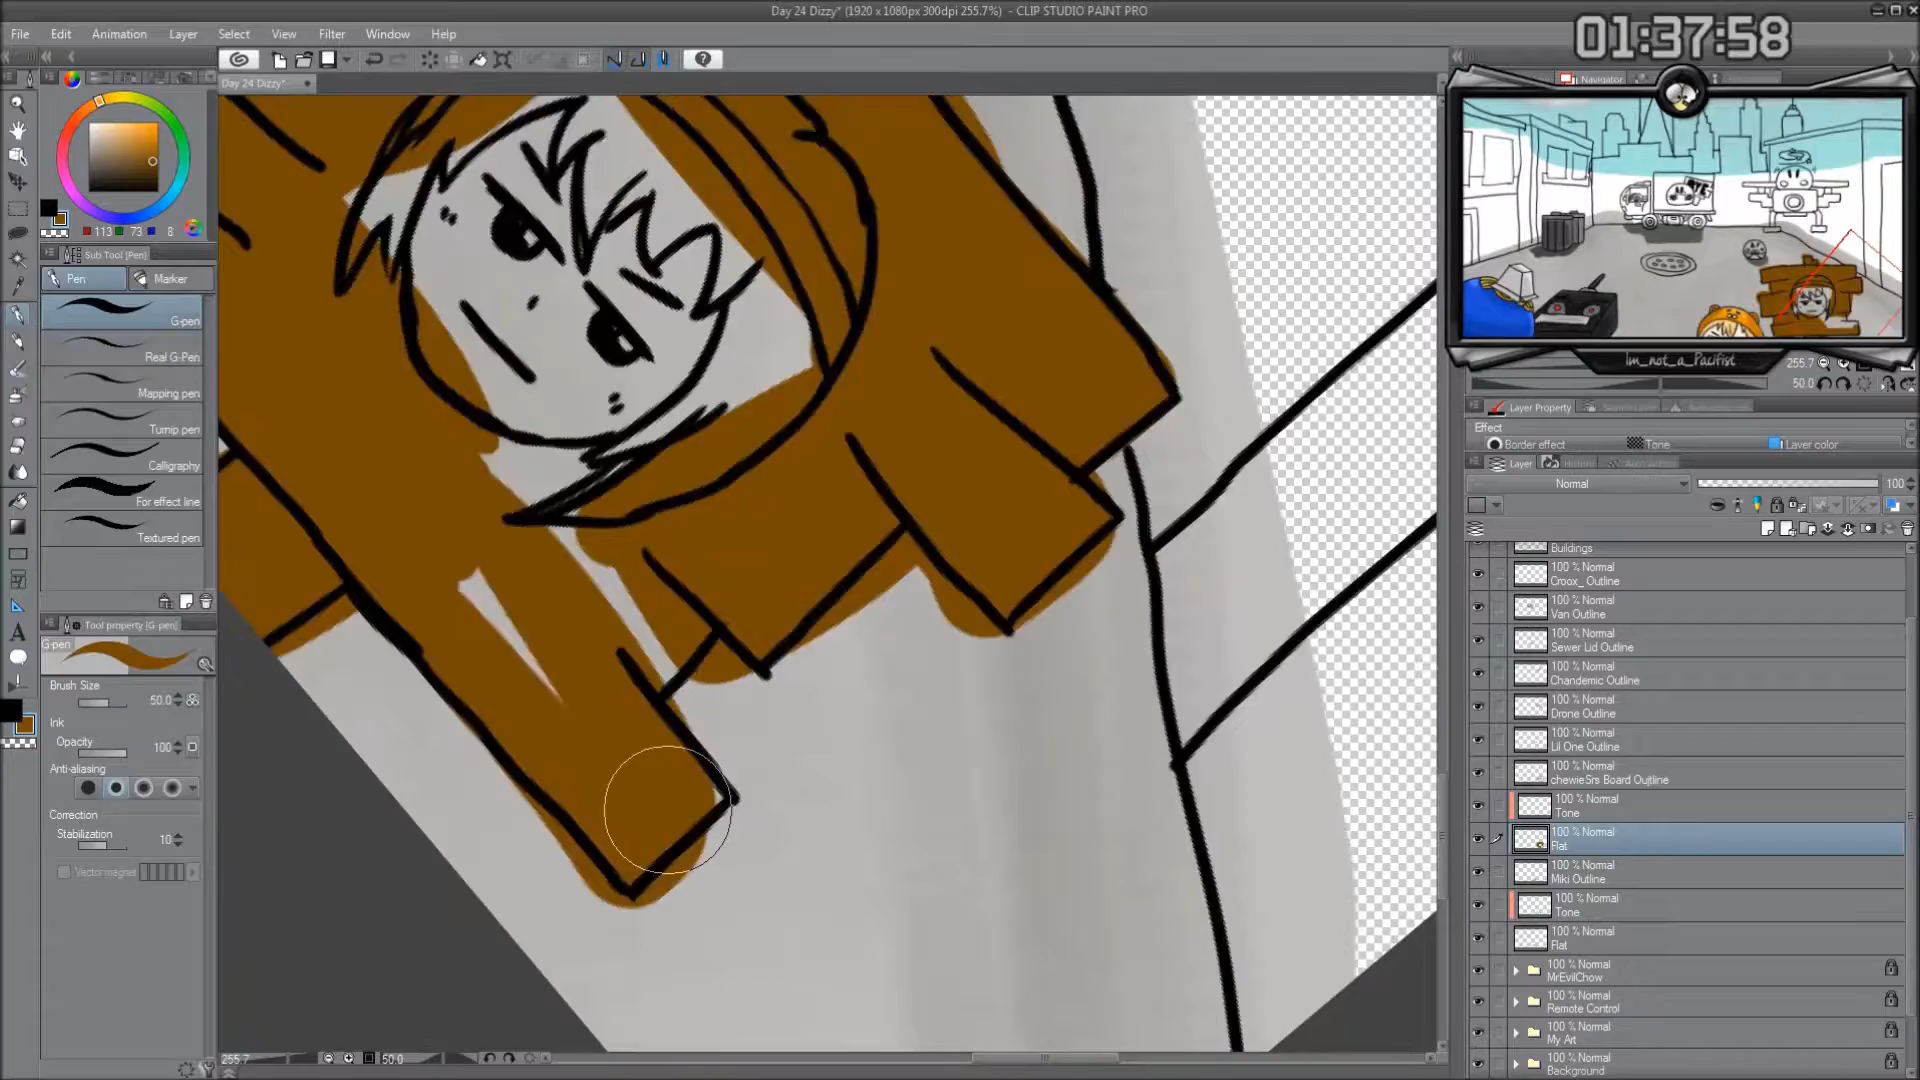 Day 24 Dizzy* (1920 x 1080px 300dpi 255.7%) - CLIP STUDIO PAINT PRO
01:37:58
File Edit Animation Layer Select View Filter Window Help
Day 24 Dizzy*
Navigator
Im_not_a_Pacifist
255.7
50.0
113 73 8
Sub Tool [Pen]
Pen Marker
G-pen
Real G-Pen
Mapping pen
Turnip pen
Calligraphy
For effect line
Textured pen
Tool property [G-pen]
G-pen
Brush Size
50.0
Ink
Opacity 100
Anti-aliasing
Correction
Stabilization 10
Vector magnet
Layer Property
Effect
Border effect Tone Layer color
Layer
Normal 100
Buildings
100 % Normal
Croox_ Outline
100 % Normal
Van Outline
100 % Normal
Sewer Lid Outline
100 % Normal
Chandemic Outline
100 % Normal
Drone Outline
100 % Normal
Lil One Outline
100 % Normal
chewieSrs Board Oujtline
100 % Normal
Tone
100 % Normal
Flat
100 % Normal
Miki Outline
100 % Normal
Tone
100 % Normal
Flat
100 % Normal
MrEvilChow
100 % Normal
Remote Control
100 % Normal
My Art
100 % Normal
Background
255.7 50.0